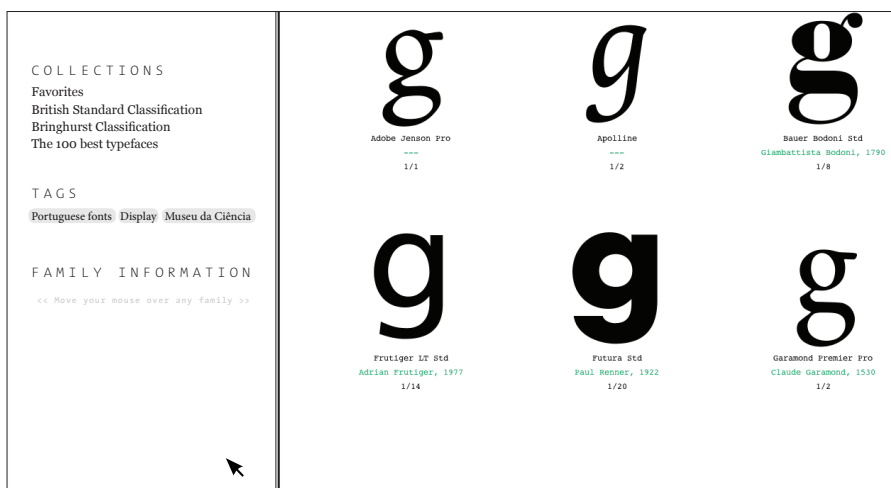 COLLECTIONS
Favorites
British Standard Classification
Bringhurst Classification
The 100 best typefaces
TAGS
Portuguese fonts Display Museu da Ciência
FAMILY INFORMATION
<< Move your mouse over any family >>
g g g
Adobe Jenson Pro Apolline Bauer Bodoni Std
--- --- Giambattista Bodoni, 1790
1/1 1/2 1/8
g g g
Frutiger LT Std Futura Std Garamond Premier Pro
Adrian Frutiger, 1977 Paul Renner, 1922 Claude Garamond, 1530
1/14 1/20 1/2